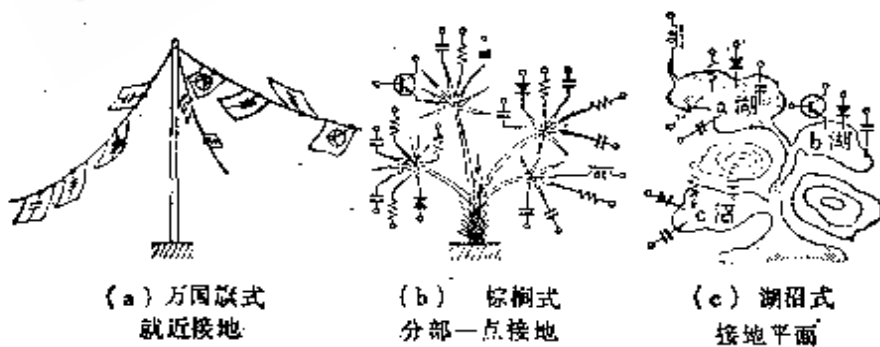 a 湖
b 湖
c 沼
(a) 万国旗式
就近接地
(b) 棕榈式
分部一点接地
(c) 湖沼式
接地平面